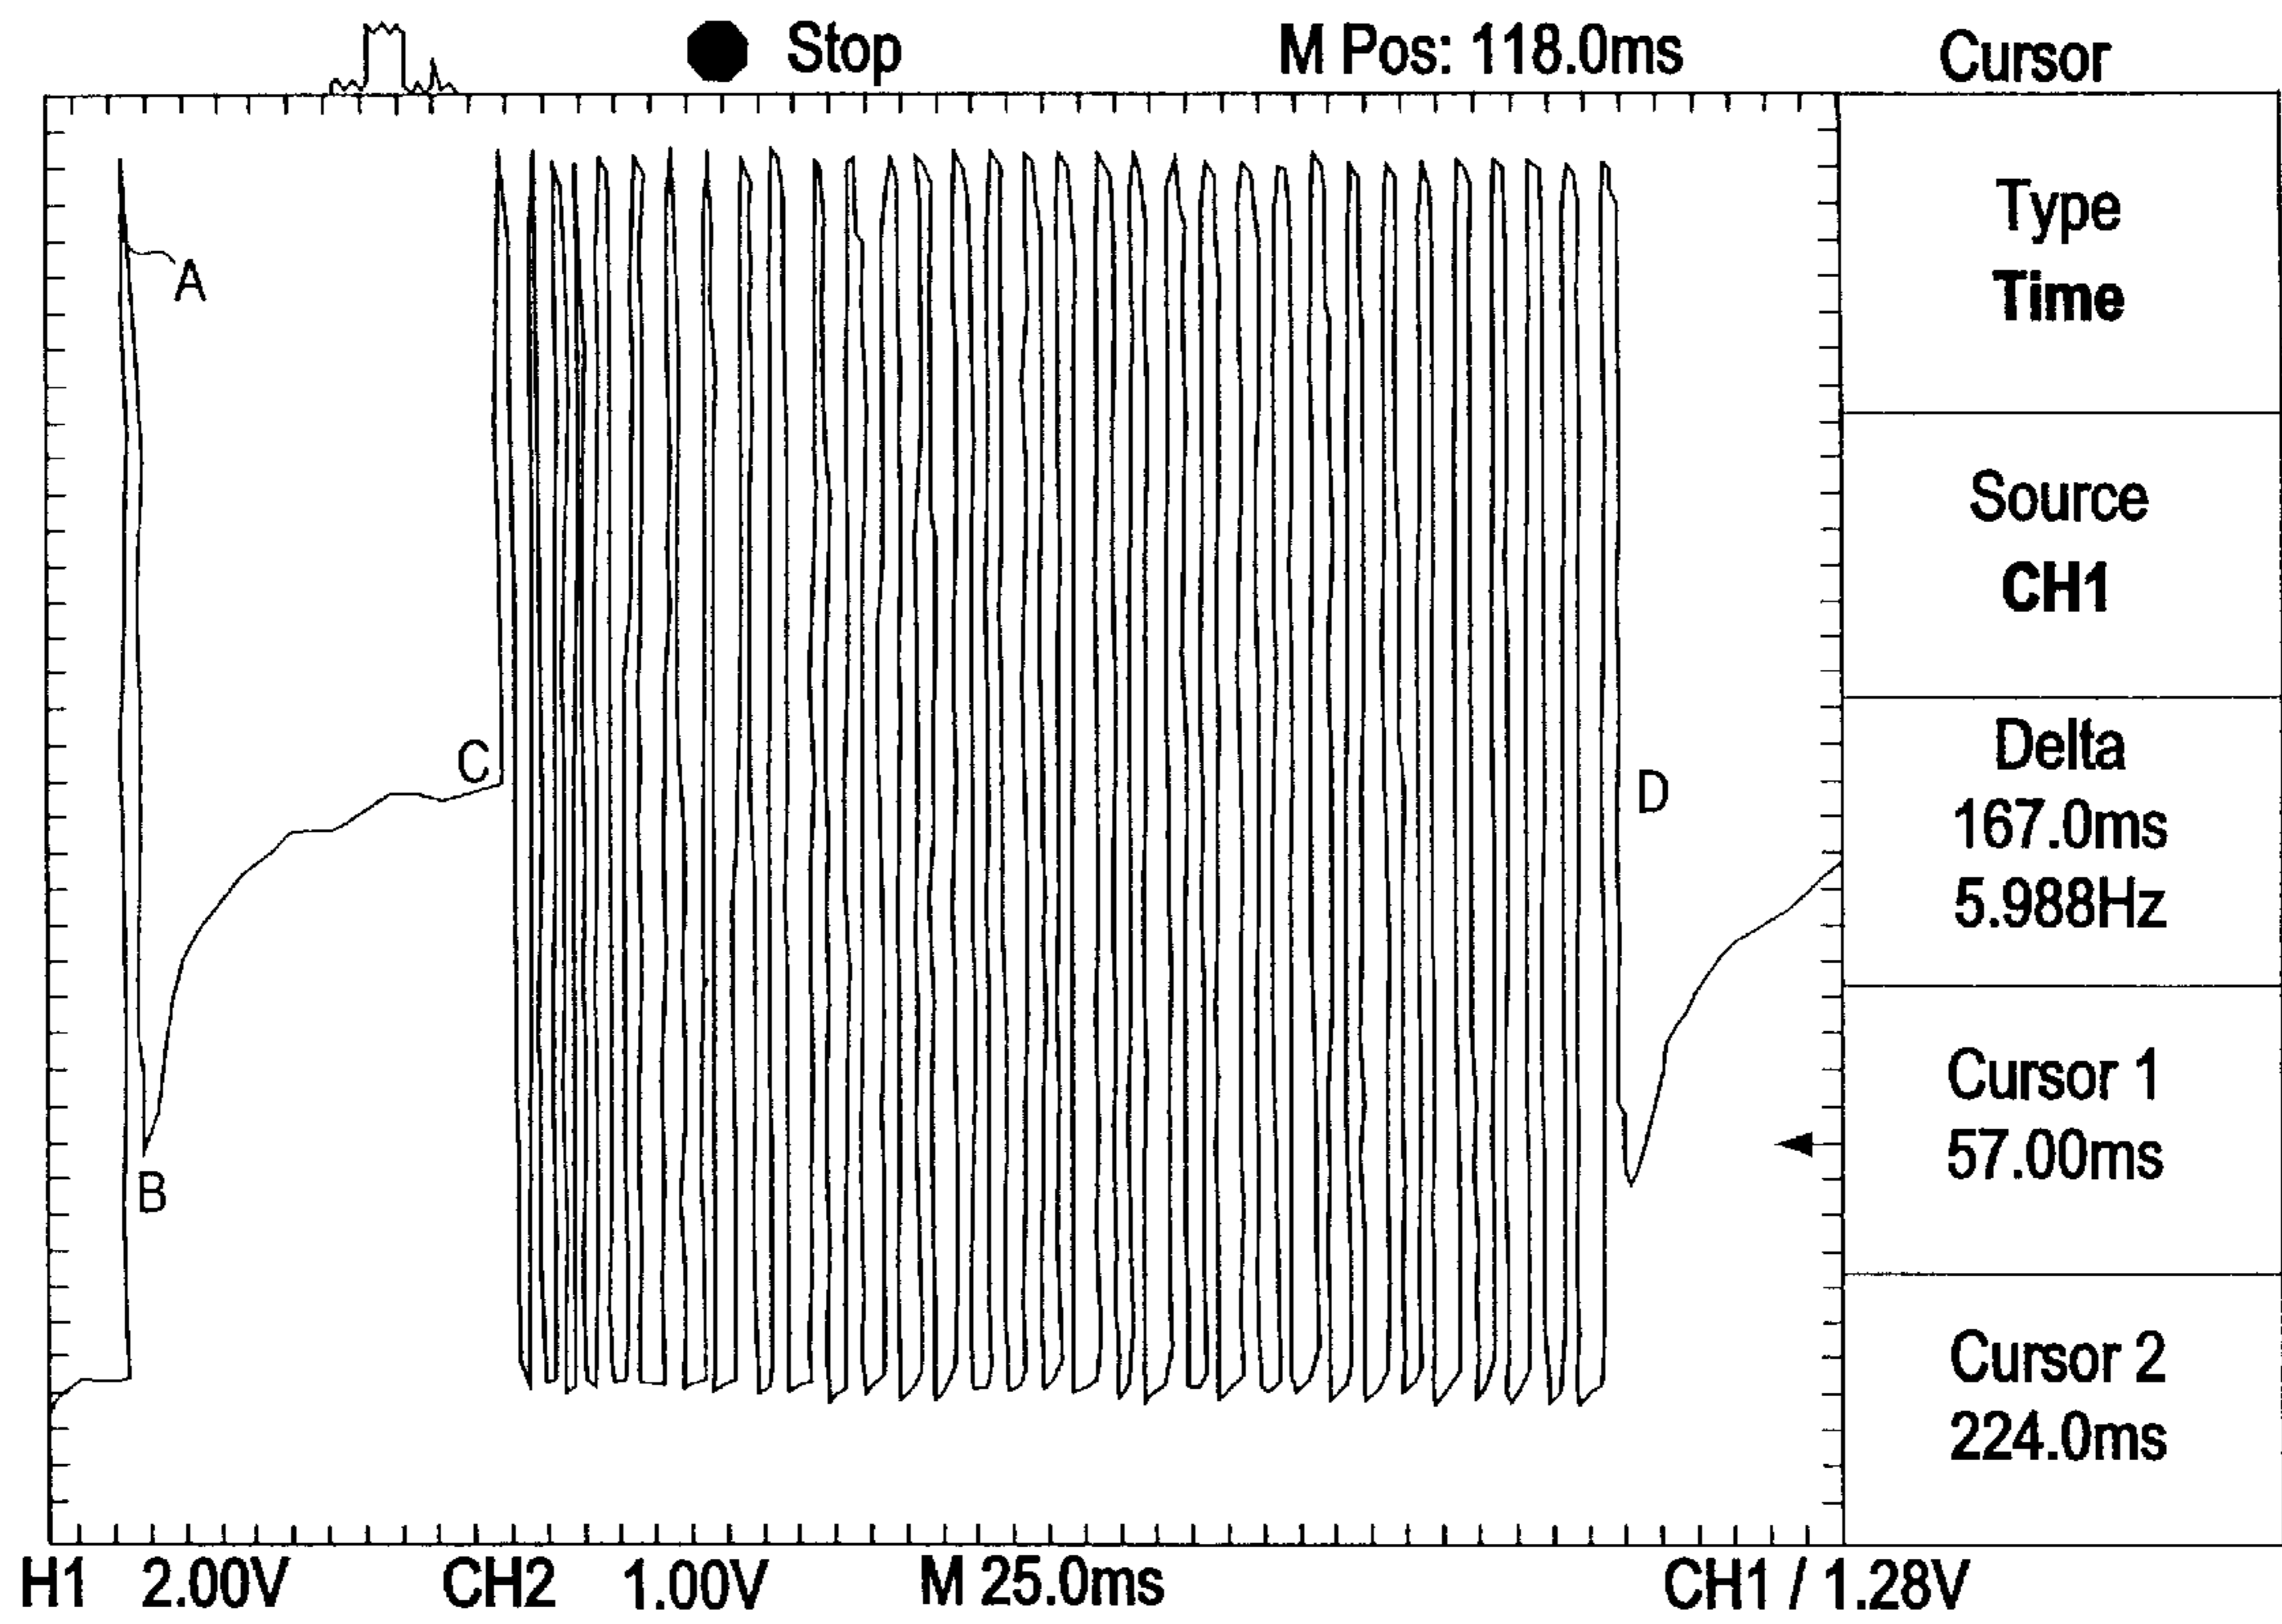 Stop
M Pos: 118.0ms
Cursor
A
B
C
D
Type
Time
Source
CH1
Delta
167.0ms
5.988Hz
Cursor 1
57.00ms
Cursor 2
224.0ms
H1 2.00V CH2 1.00V M 25.0ms CH1 / 1.28V